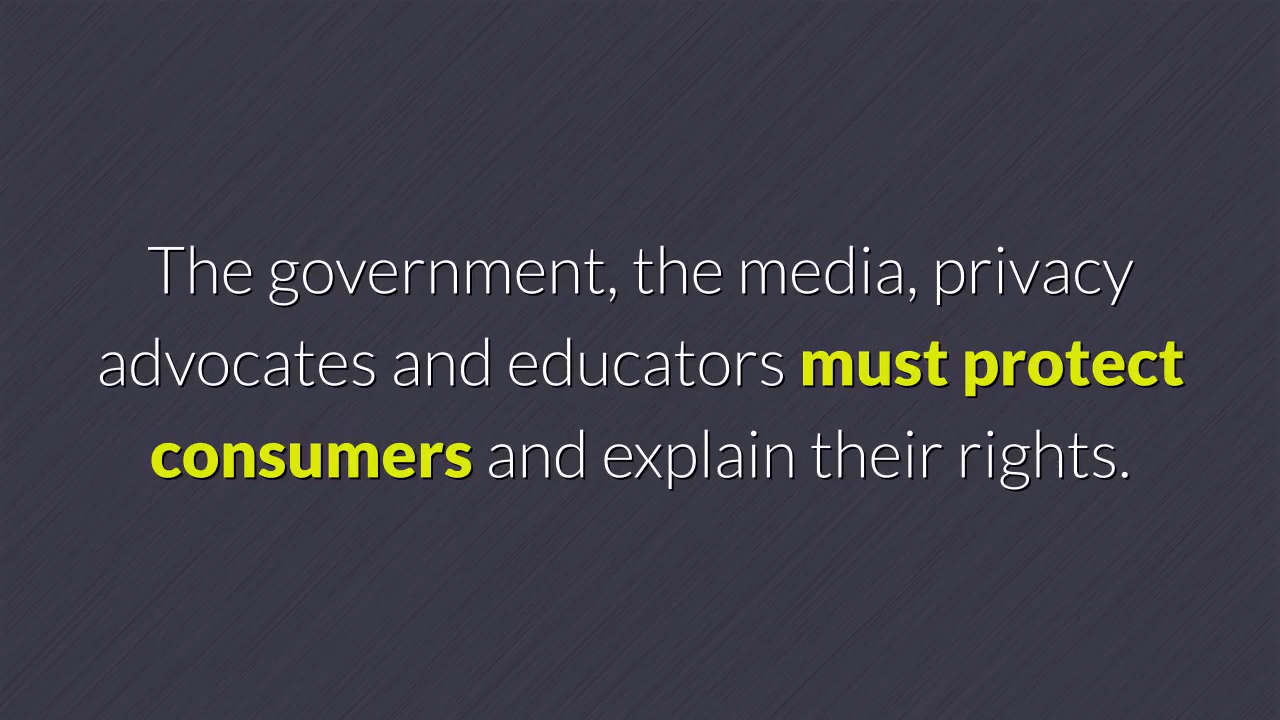 The government, the media, privacy
advocates and educators must protect
consumers and explain their rights.